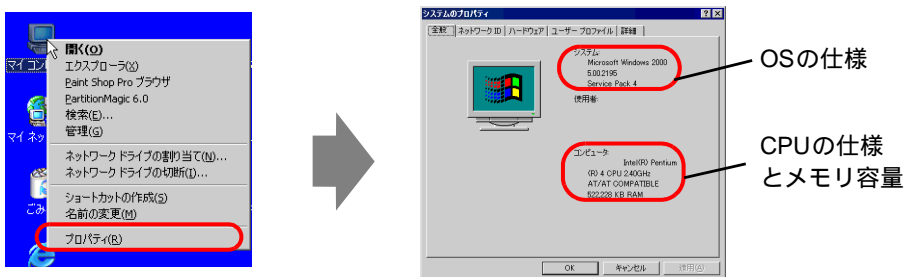 マイ コン
マイ ネッ
ごみ
開く(O)
エクスプローラ(X)
Paint Shop Pro ブラウザ
PartitionMagic 6.0
検索(E)...
管理(G)
ネットワーク ドライブの割り当て(N)...
ネットワーク ドライブの切断(I)...
ショートカットの作成(S)
名前の変更(M)
プロパティ(R)
システムのプロパティ
全般 ネットワーク ID ハードウェア ユーザー プロファイル 詳細
システム:
Microsoft Windows 2000
5.00.2195
Service Pack 4
使用者:
コンピュータ:
Intel(R) Pentium
(R) 4 CPU 2.40GHz
AT/AT COMPATIBLE
522,228 KB RAM
OK キャンセル 適用(A)
OSの仕様
CPUの仕様
とメモリ容量